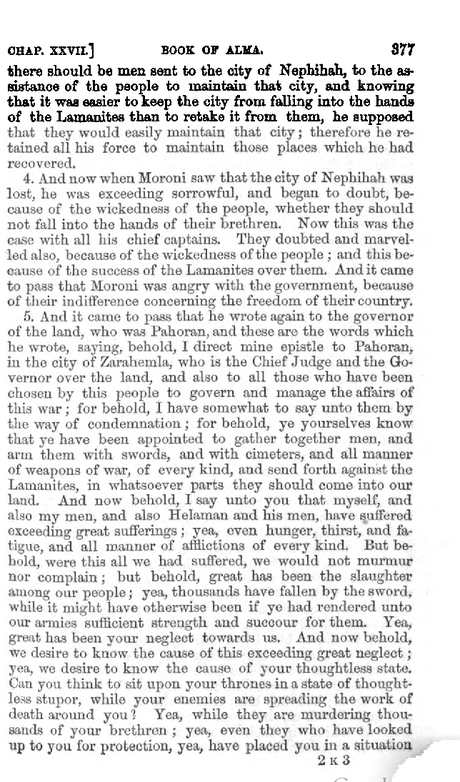 CHAP. XXVII.] BOOK OF ALMA. 377
there should be men sent to the city of Nephihah, to the as-
sistance of the people to maintain that city, and knowing
that it was easier to keep the city from falling into the hands
of the Lamanites than to retake it from them, he supposed
that they would easily maintain that city; therefore he re-
tained all his force to maintain those places which he had
recovered.
4. And now when Moroni saw that the city of Nephihah was
lost, he was exceeding sorrowful, and began to doubt, be-
cause of the wickedness of the people, whether they should
not fall into the hands of their brethren. Now this was the
case with all his chief captains. They doubted and marvel-
led also, because of the wickedness of the people; and this be-
cause of the success of the Lamanites over them. And it came
to pass that Moroni was angry with the government, because
of their indifference concerning the freedom of their country.
5. And it came to pass that he wrote again to the governor
of the land, who was Pahoran, and these are the words which
he wrote, saying, behold, I direct mine epistle to Pahoran,
in the city of Zarahemla, who is the Chief Judge and the Go-
vernor over the land, and also to all those who have been
chosen by this people to govern and manage the affairs of
this war; for behold, I have somewhat to say unto them by
the way of condemnation; for behold, ye yourselves know
that ye have been appointed to gather together men, and
arm them with swords, and with cimeters, and all manner
of weapons of war, of every kind, and send forth against the
Lamanites, in whatsoever parts they should come into our
land. And now behold, I say unto you that myself, and
also my men, and also Helaman and his men, have suffered
exceeding great sufferings; yea, even hunger, thirst, and fa-
tigue, and all manner of afflictions of every kind. But be-
hold, were this all we had suffered, we would not murmur
nor complain; but behold, great has been the slaughter
among our people; yea, thousands have fallen by the sword,
while it might have otherwise been if ye had rendered unto
our armies sufficient strength and succour for them. Yea,
great has been your neglect towards us. And now behold,
we desire to know the cause of this exceeding great neglect;
yea, we desire to know the cause of your thoughtless state.
Can you think to sit upon your thrones in a state of thought-
less stupor, while your enemies are spreading the work of
death around you? Yea, while they are murdering thou-
sands of your brethren; yea, even they who have looked
up to you for protection, yea, have placed you in a situation
2 K 3